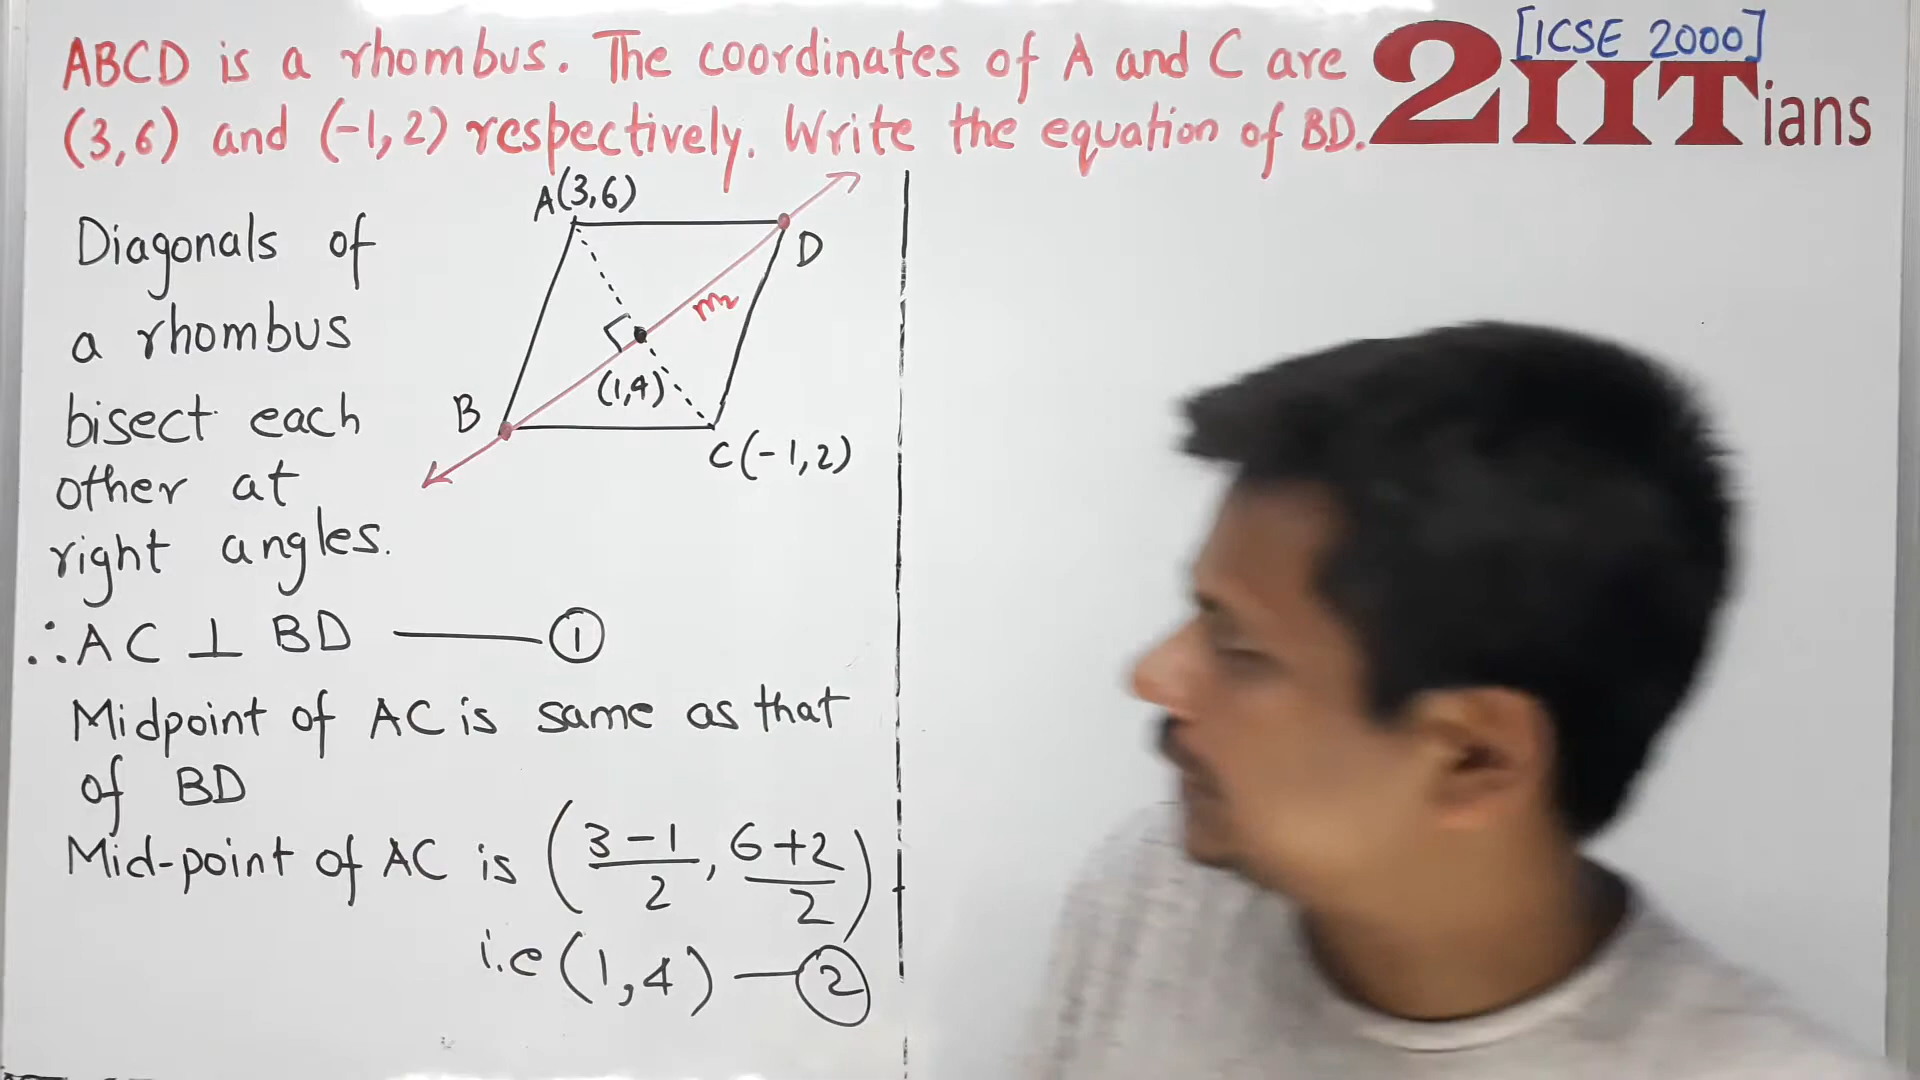 [ICSE 2000]
2IITians
ABCD is a rhombus. The coordinates of A and C are
(3,6) and (-1,2) respectively. Write the equation of BD.
A(3,6)
D
m₂
(1,4)
B
C(-1,2)
Diagonals of
a rhombus
bisect each
other at
right angles.
∴ AC ⊥ BD —— ①
Midpoint of AC is same as that
of BD
Mid-point of AC is (3-1/2, 6+2/2)
i.e (1,4) — ②